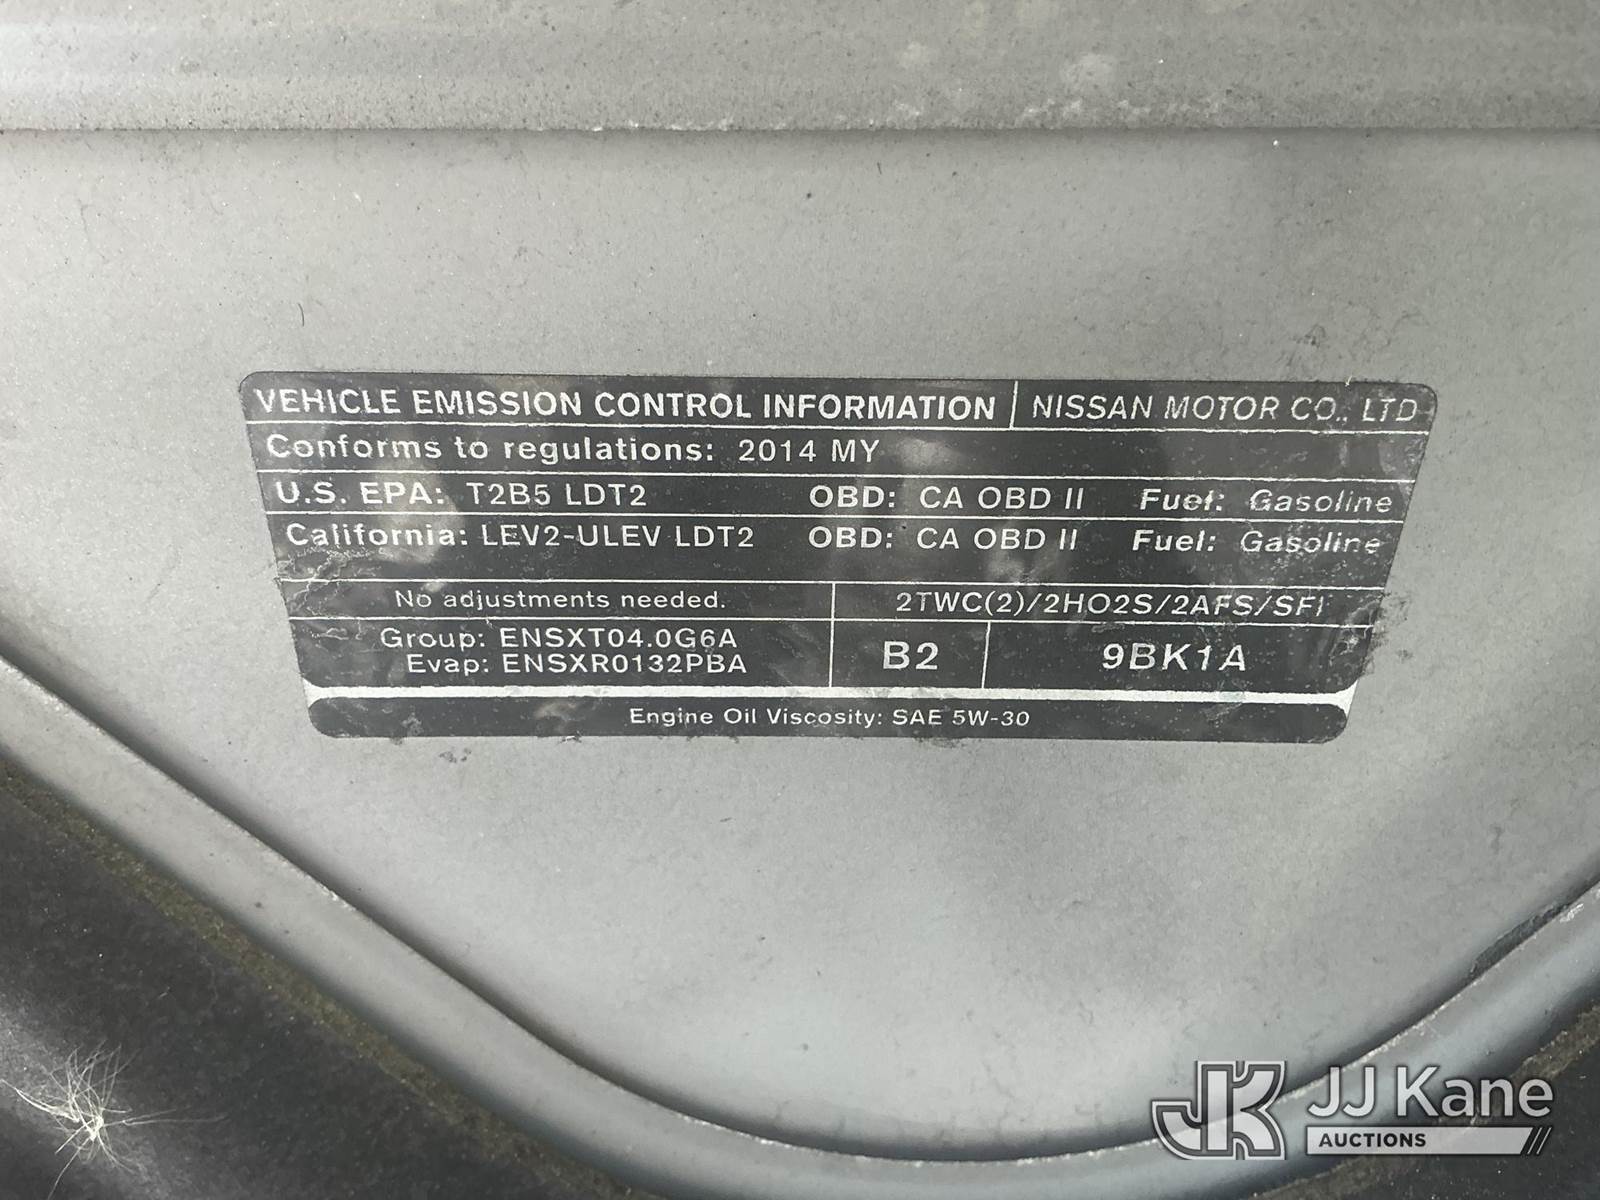 VEHICLE EMISSION CONTROL INFORMATION NISSAN MOTOR CO., LTD
Conforms to regulations: 2014 MY
U.S. EPA: T2B5 LDT2 OBD: CA OBD II Fuel: Gasoline
California: LEV2-ULEV LDT2 OBD: CA OBD II Fuel: Gasoline
No adjustments needed. 2TWC(2)/2HO2S/2AFS/SFI
Group: ENSXT04.0G6A
Evap: ENSXR0132PBA
B2 9BK1A
Engine Oil Viscosity: SAE 5W-30
JK JJ Kane
AUCTIONS